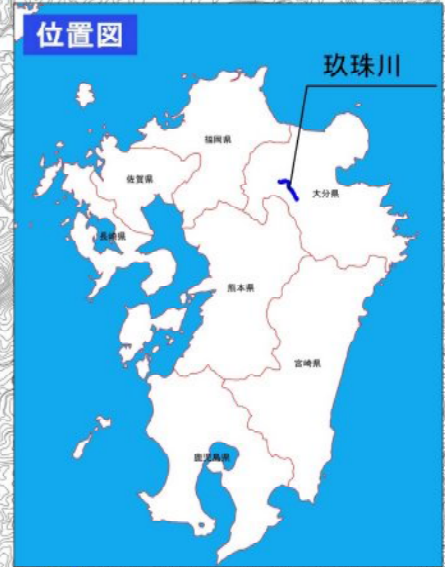 位置図
玖珠川
福岡県
佐賀県
大分県
長崎県
熊本県
宮崎県
鹿児島県